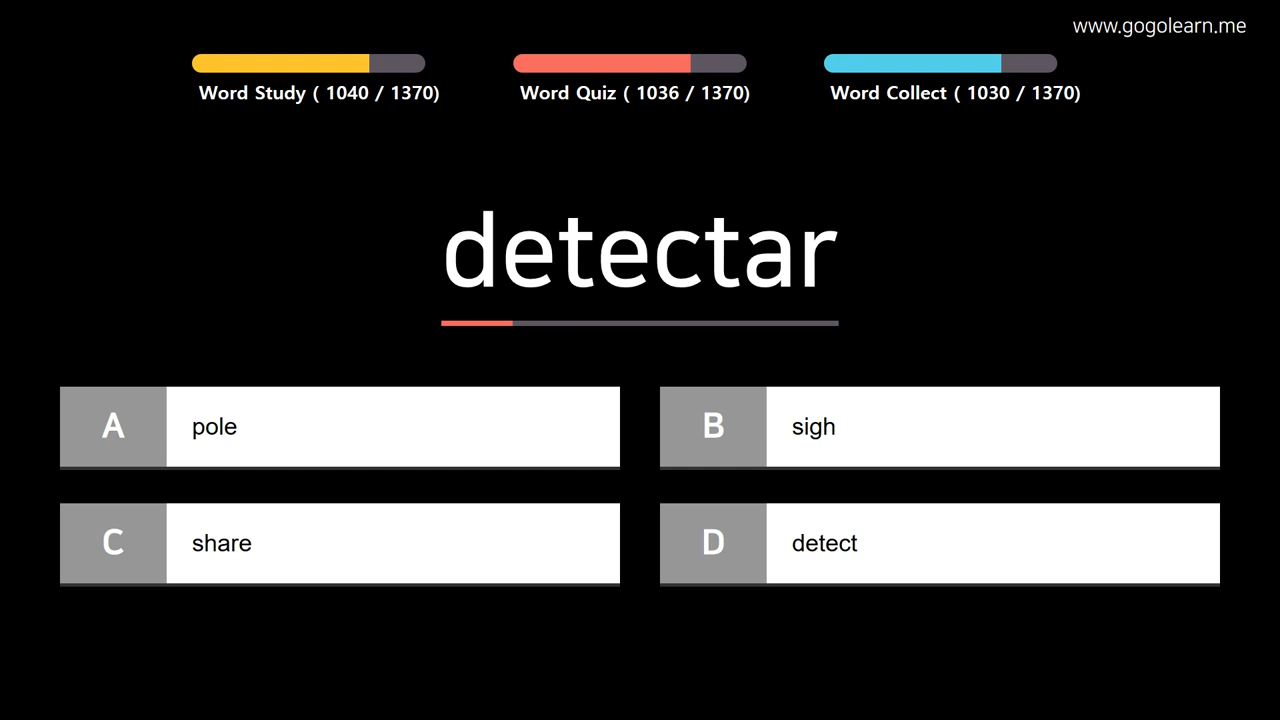 www.gogolearn.me
Word Study ( 1040 / 1370)
Word Quiz ( 1036 / 1370)
Word Collect ( 1030 / 1370)
detectar
A pole
B sigh
C share
D detect